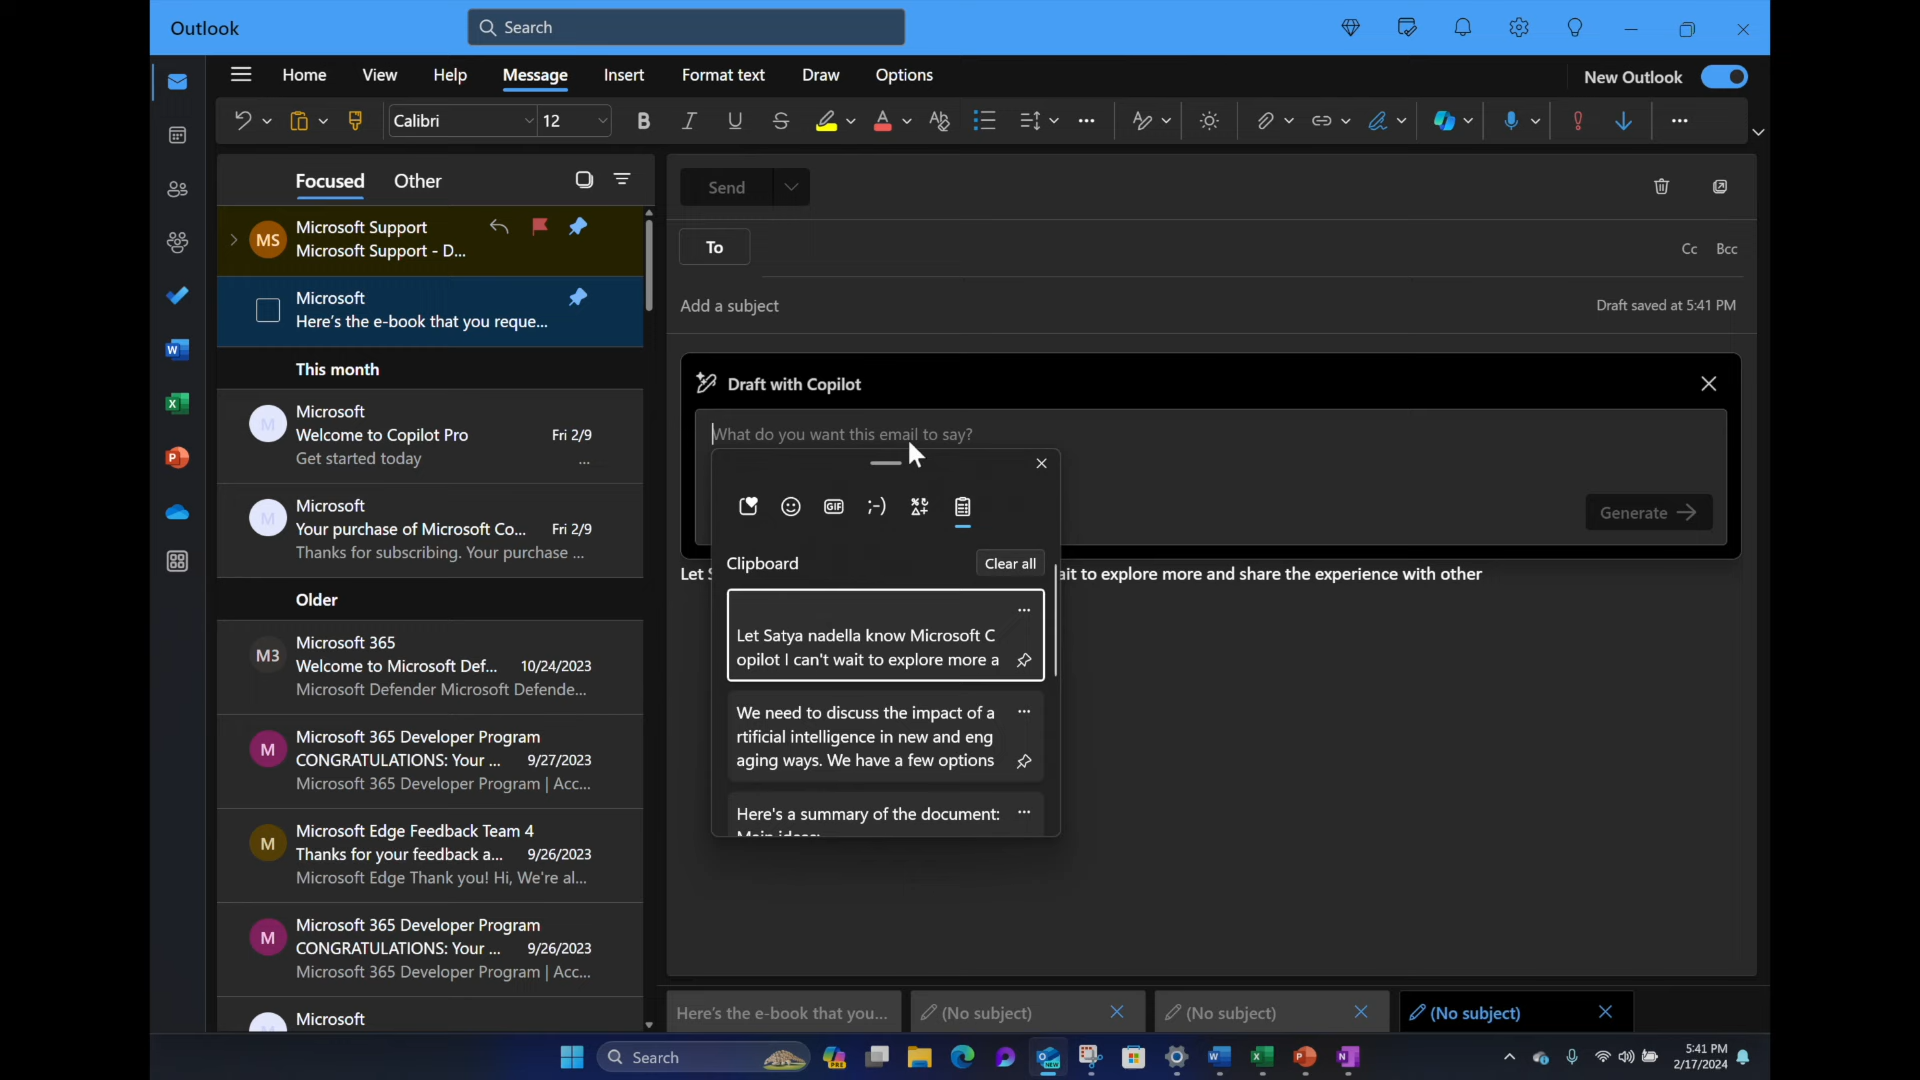 Outlook
Search
Home View Help Message Insert Format text Draw Options
New Outlook
Calibri 12
Focused Other
Microsoft Support
Microsoft Support - D...
Microsoft
Here's the e-book that you reque...
This month
Microsoft
Welcome to Copilot Pro Fri 2/9
Get started today ...
Microsoft
Your purchase of Microsoft Co... Fri 2/9
Thanks for subscribing. Your purchase ...
Older
Microsoft 365
Welcome to Microsoft Def... 10/24/2023
Microsoft Defender Microsoft Defende...
Microsoft 365 Developer Program
CONGRATULATIONS: Your ... 9/27/2023
Microsoft 365 Developer Program | Acc...
Microsoft Edge Feedback Team 4
Thanks for your feedback a... 9/26/2023
Microsoft Edge Thank you! Hi, We're al...
Microsoft 365 Developer Program
CONGRATULATIONS: Your ... 9/26/2023
Microsoft 365 Developer Program | Acc...
Microsoft
MS
M
M
M3
M
M
M
Send
To
Cc Bcc
Add a subject
Draft saved at 5:41 PM
Draft with Copilot
What do you want this email to say?
Generate
GIF
;-)
Clipboard
Clear all
Let Satya nadella know Microsoft C
opilot I can't wait to explore more a
We need to discuss the impact of a
rtificial intelligence in new and eng
aging ways. We have a few options
Here's a summary of the document:
Let
ait to explore more and share the experience with other
Here's the e-book that you...
(No subject)
(No subject)
(No subject)
Search
5:41 PM
2/17/2024